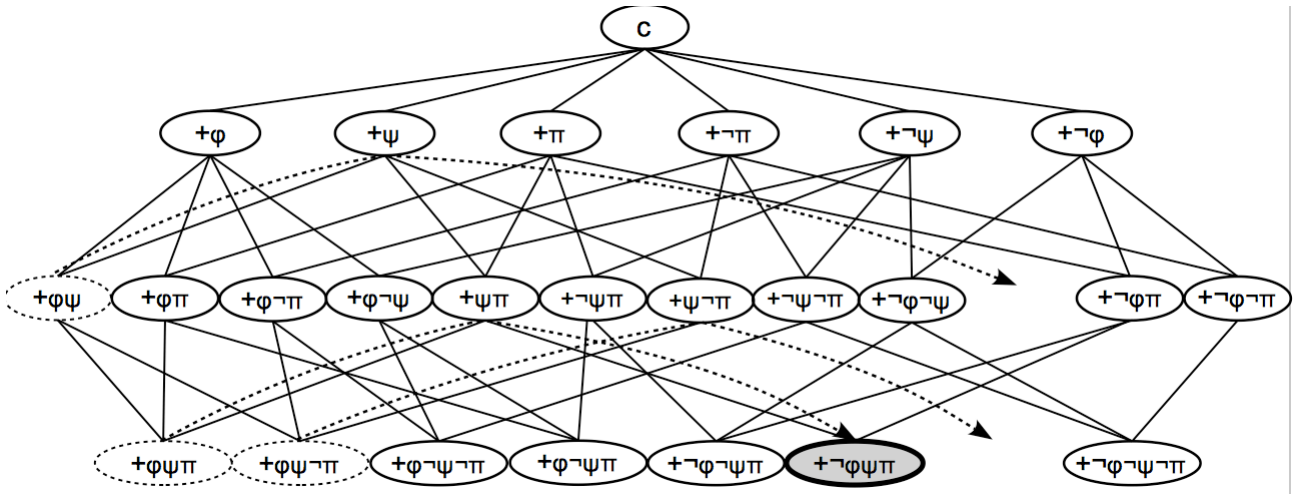 c
+φ +ψ +π +¬π +¬ψ +¬φ
+φψ +φπ +φ¬π +φ¬ψ +ψπ +¬ψπ +ψ¬π +¬ψ¬π +¬φ¬ψ +¬φπ +¬φ¬π
+φψπ +φψ¬π +φ¬ψ¬π +φ¬ψπ +¬φ¬ψπ +¬φψπ +¬φ¬ψ¬π